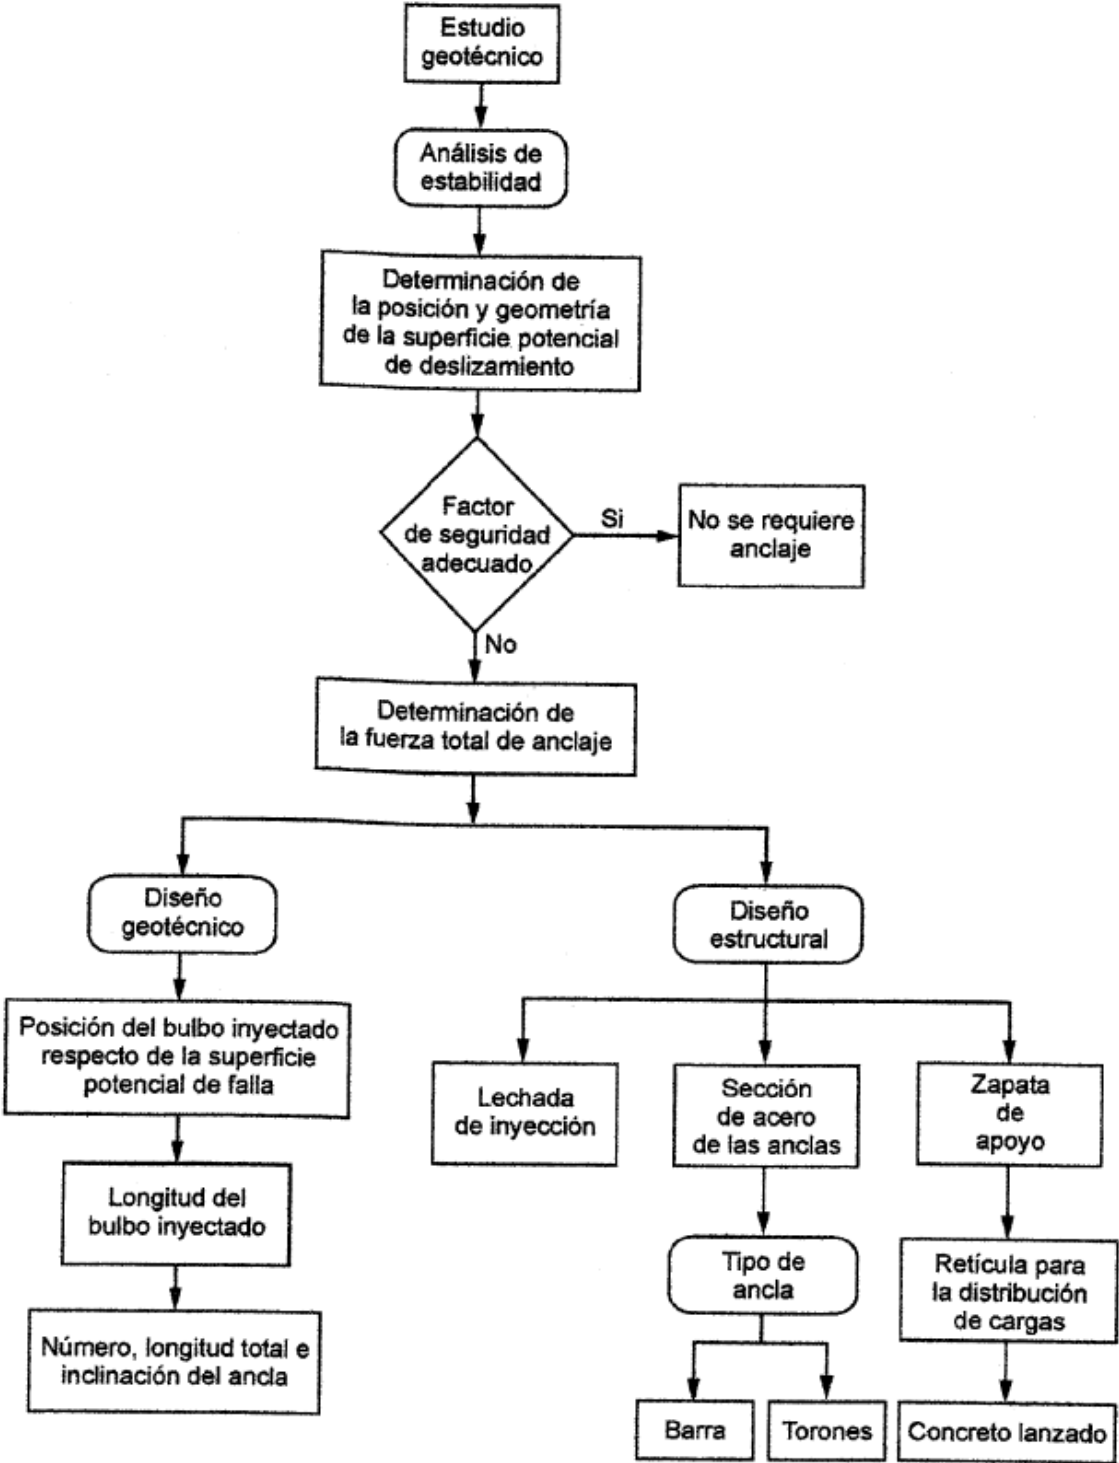 Estudio
geotécnico
Análisis de
estabilidad
Determinación de
la posición y geometría
de la superficie potencial
de deslizamiento
Factor
de seguridad
adecuado
Si
No se requiere
anclaje
No
Determinación de
la fuerza total de anclaje
Diseño
geotécnico
Diseño
estructural
Posición del bulbo inyectado
respecto de la superficie
potencial de falla
Longitud del
bulbo inyectado
Número, longitud total e
inclinación del ancla
Lechada
de inyección
Sección
de acero
de las anclas
Zapata
de
apoyo
Tipo de
ancla
Retícula para
la distribución
de cargas
Barra
Torones
Concreto lanzado